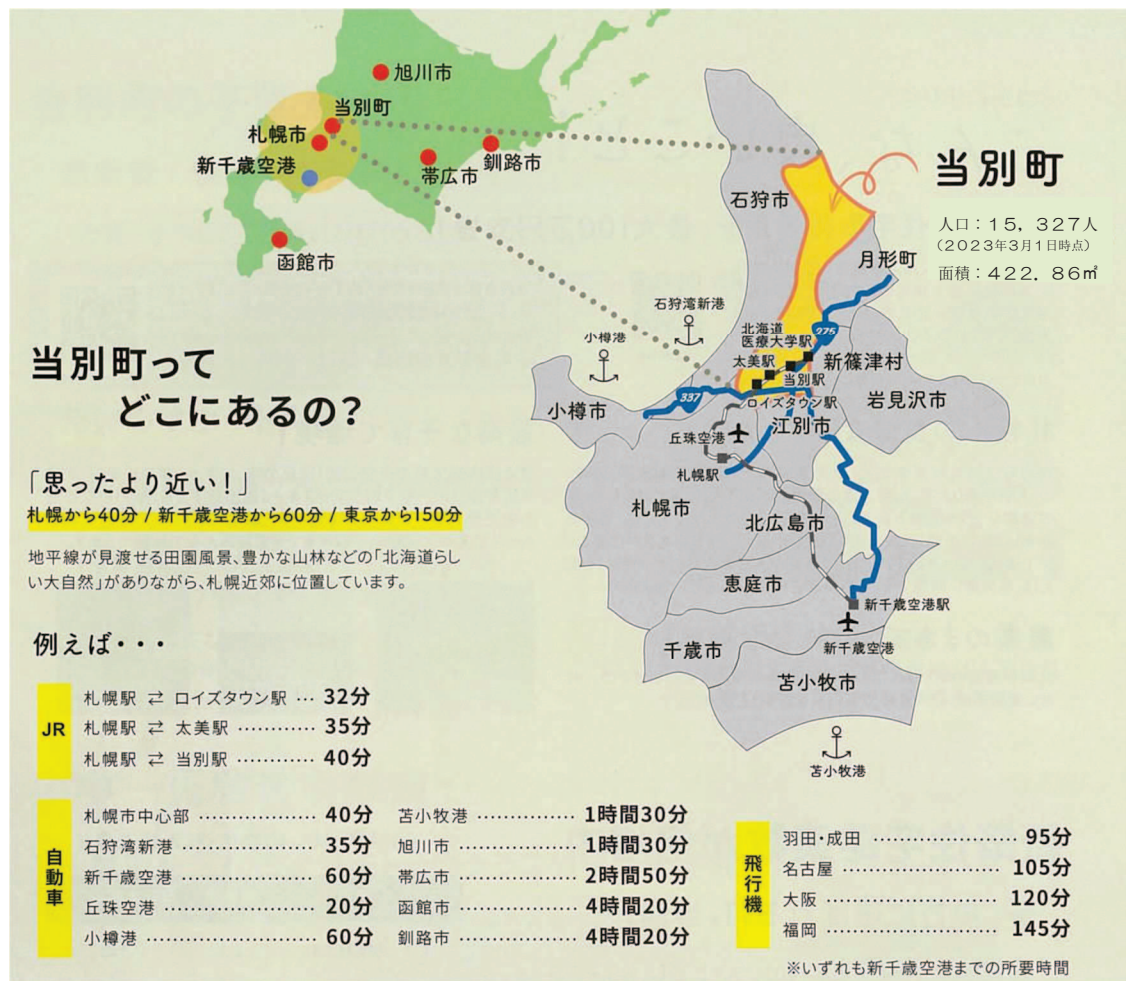 旭川市
当別町
札幌市
新千歳空港
帯広市
釧路市
函館市
当別町
人口：15，327人
（2023年3月1日時点）
面積：422．86㎡
石狩市
月形町
石狩湾新港
小樽港
275
北海道
医療大学駅
太美駅
当別駅
新篠津村
ロイズタウン駅
岩見沢市
337
小樽市
江別市
丘珠空港
札幌駅
札幌市
北広島市
恵庭市
新千歳空港駅
新千歳空港
千歳市
苫小牧市
苫小牧港
当別町って
どこにあるの？
「思ったより近い！」
札幌から40分 / 新千歳空港から60分 / 東京から150分
地平線が見渡せる田園風景、豊かな山林などの「北海道らし
い大自然」がありながら、札幌近郊に位置しています。
例えば・・・
JR
札幌駅 ⇄ ロイズタウン駅 … 32分
札幌駅 ⇄ 太美駅 ………… 35分
札幌駅 ⇄ 当別駅 ………… 40分
自動車
札幌市中心部 ……………… 40分
石狩湾新港 ………………… 35分
新千歳空港 ………………… 60分
丘珠空港 …………………… 20分
小樽港 ……………………… 60分
苫小牧港 …………… 1時間30分
旭川市 ……………… 1時間30分
帯広市 ……………… 2時間50分
函館市 ……………… 4時間20分
釧路市 ……………… 4時間20分
飛行機
羽田・成田 ………………… 95分
名古屋 ……………………… 105分
大阪 ………………………… 120分
福岡 ………………………… 145分
※いずれも新千歳空港までの所要時間